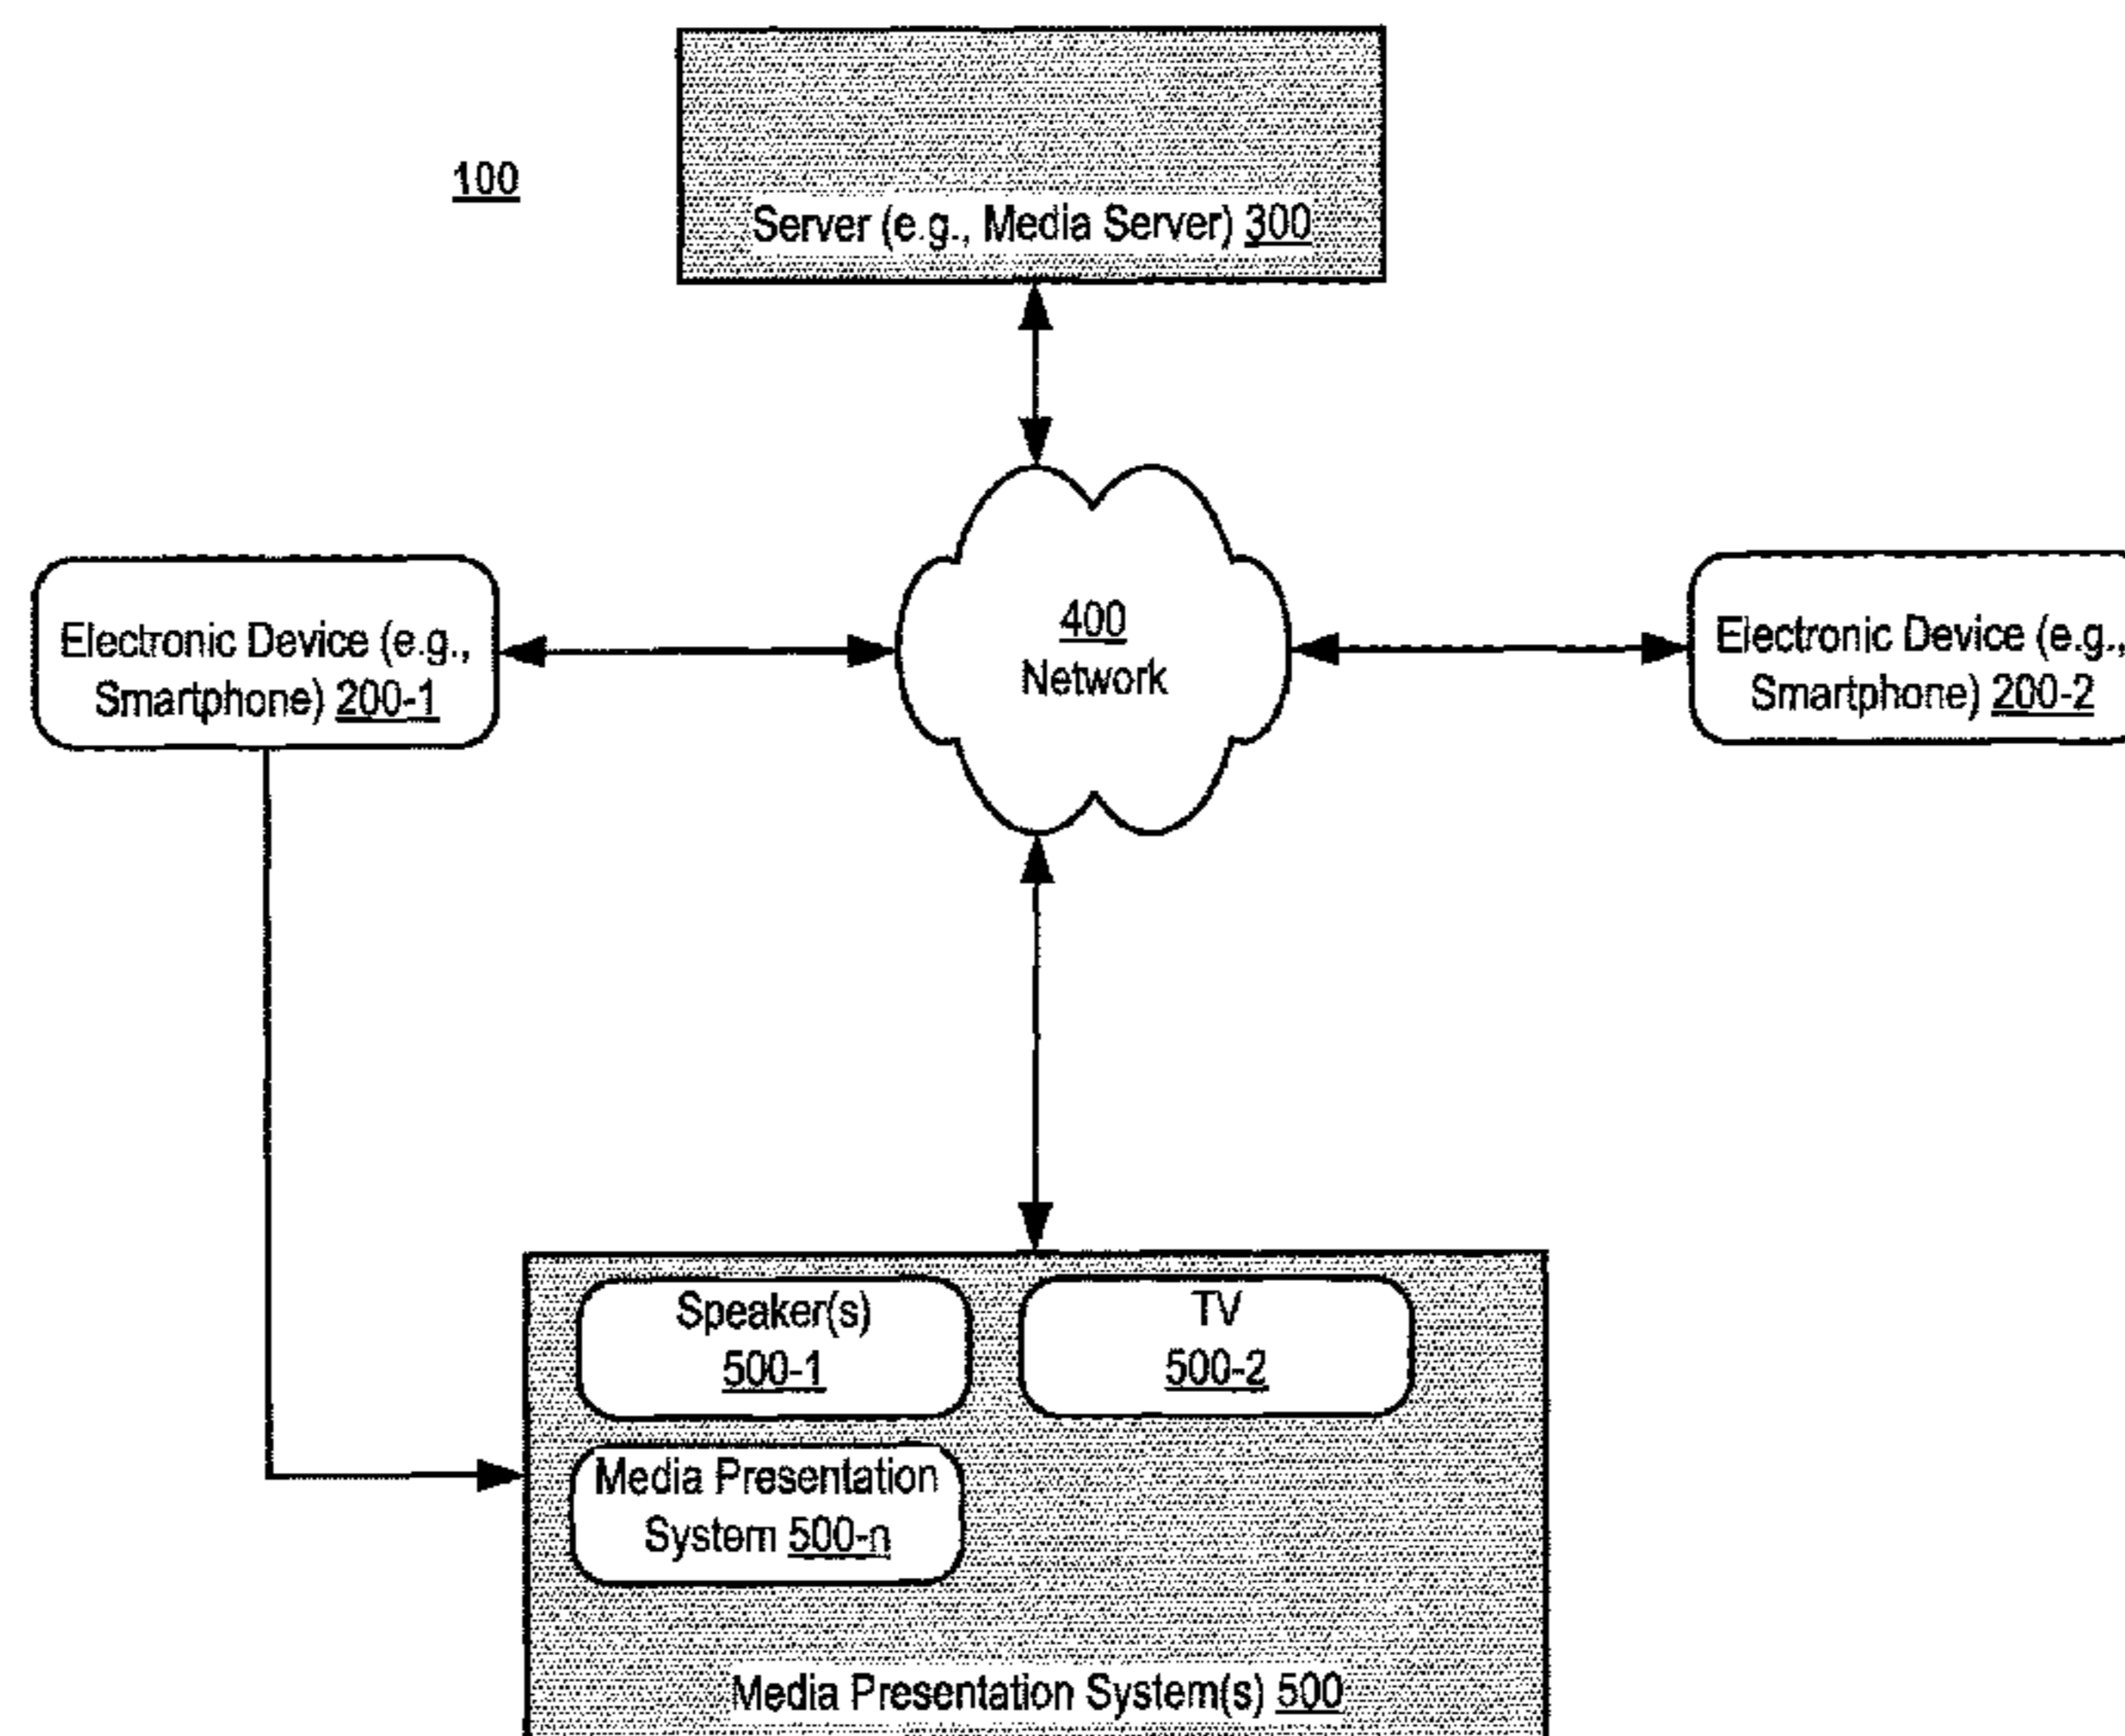 100
Server (e.g., Media Server) 300
Electronic Device (e.g.,
Smartphone) 200-1
400
Network
Electronic Device (e.g.,
Smartphone) 200-2
Speaker(s)
500-1
TV
500-2
Media Presentation
System 500-n
Media Presentation System(s) 500